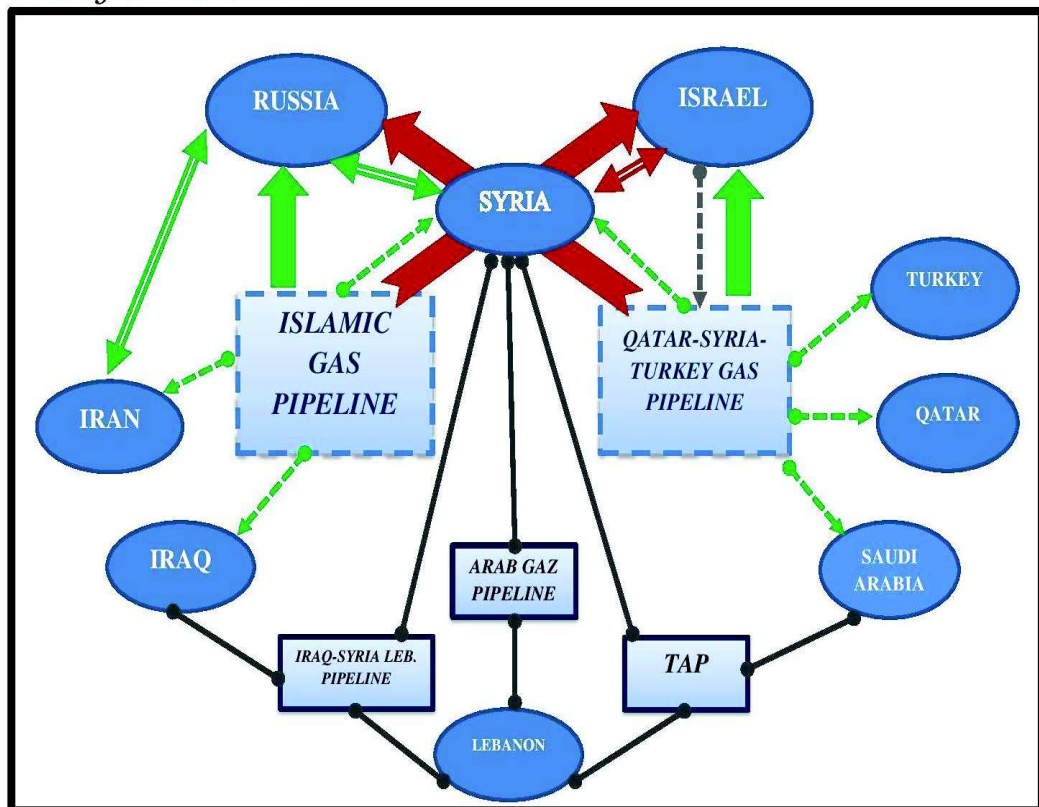 RUSSIA
ISRAEL
SYRIA
TURKEY
ISLAMIC
GAS
PIPELINE
QATAR-SYRIA-
TURKEY GAS
PIPELINE
QATAR
IRAN
IRAQ
ARAB GAZ
PIPELINE
SAUDI
ARABIA
IRAQ-SYRIA LEB.
PIPELINE
TAP
LEBANON